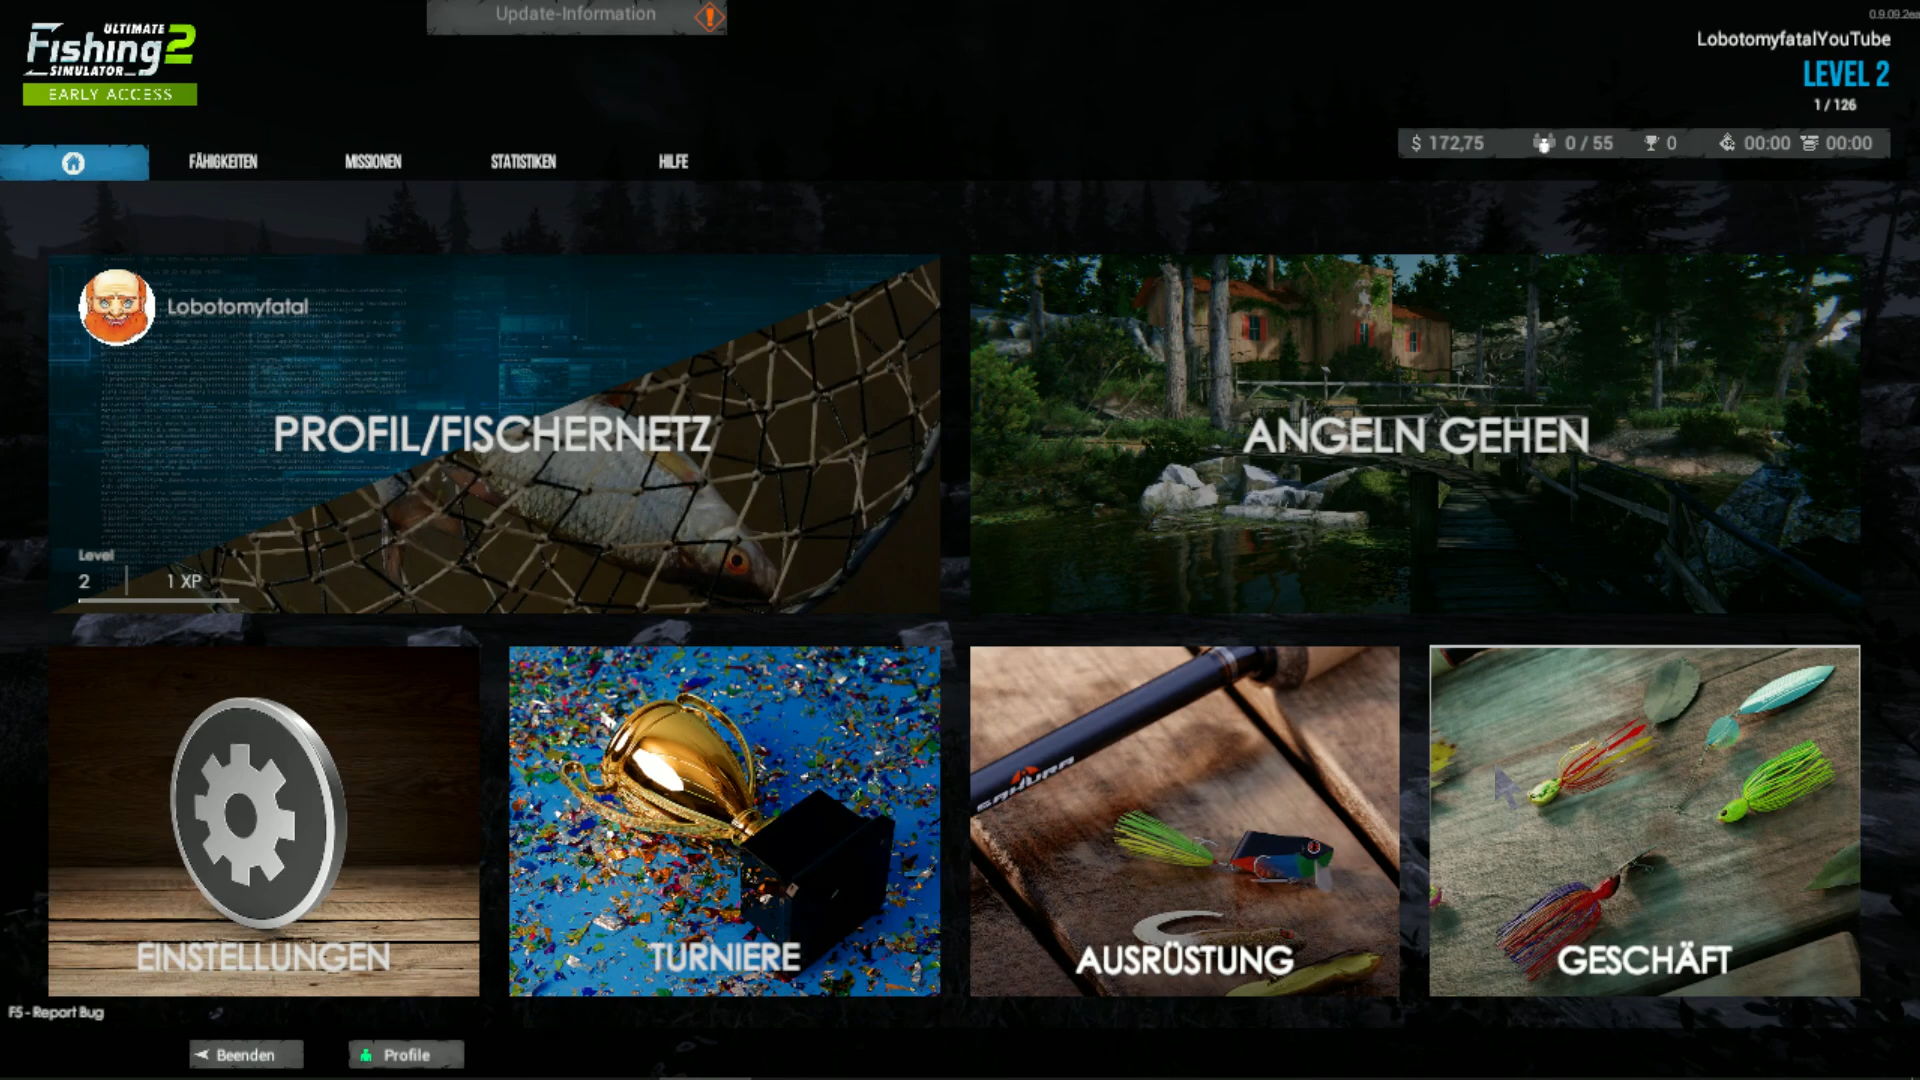 ULTIMATE
Fishing 2
SIMULATOR
EARLY ACCESS
Update-Information
LobotomyfatalYouTube
LEVEL 2
1 / 126
$ 172,75 0 / 55 0 00:00 00:00
FÄHIGKEITEN MISSIONEN STATISTIKEN HILFE
Lobotomyfatal
PROFIL/FISCHERNETZ
Level
2 1 XP
ANGELN GEHEN
EINSTELLUNGEN
TURNIERE
SAKURA
AUSRÜSTUNG
GESCHÄFT
F5 - Report Bug
Beenden Profile